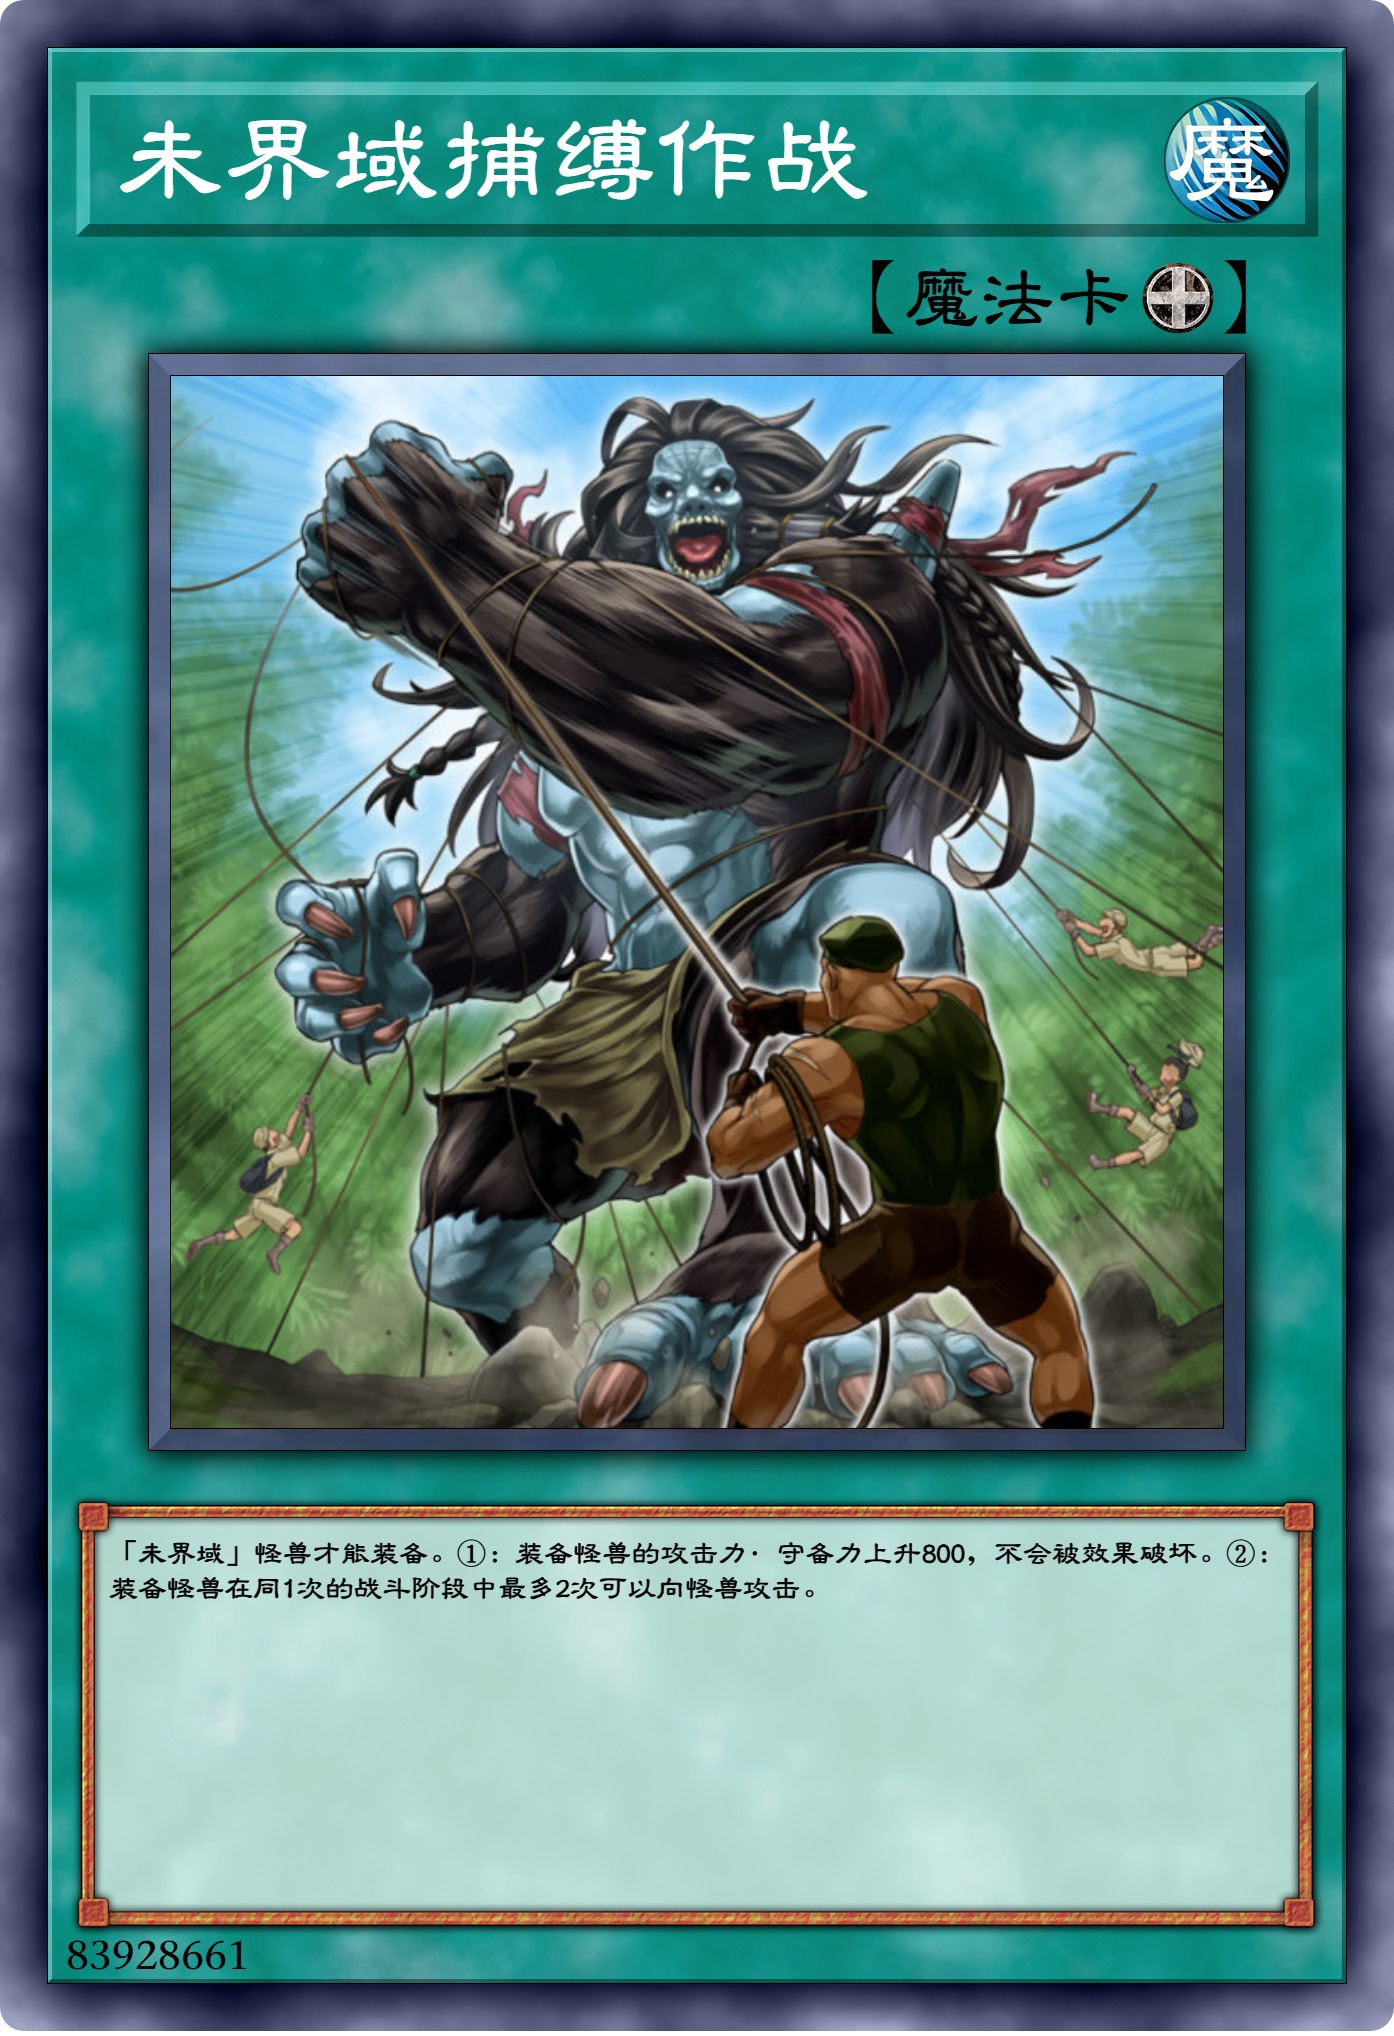 未界域捕缚作战
魔
【魔法卡】
「未界域」怪兽才能装备。①：装备怪兽的攻击力·守备力上升800，不会被效果破坏。②：
装备怪兽在同1次的战斗阶段中最多2次可以向怪兽攻击。
83928661